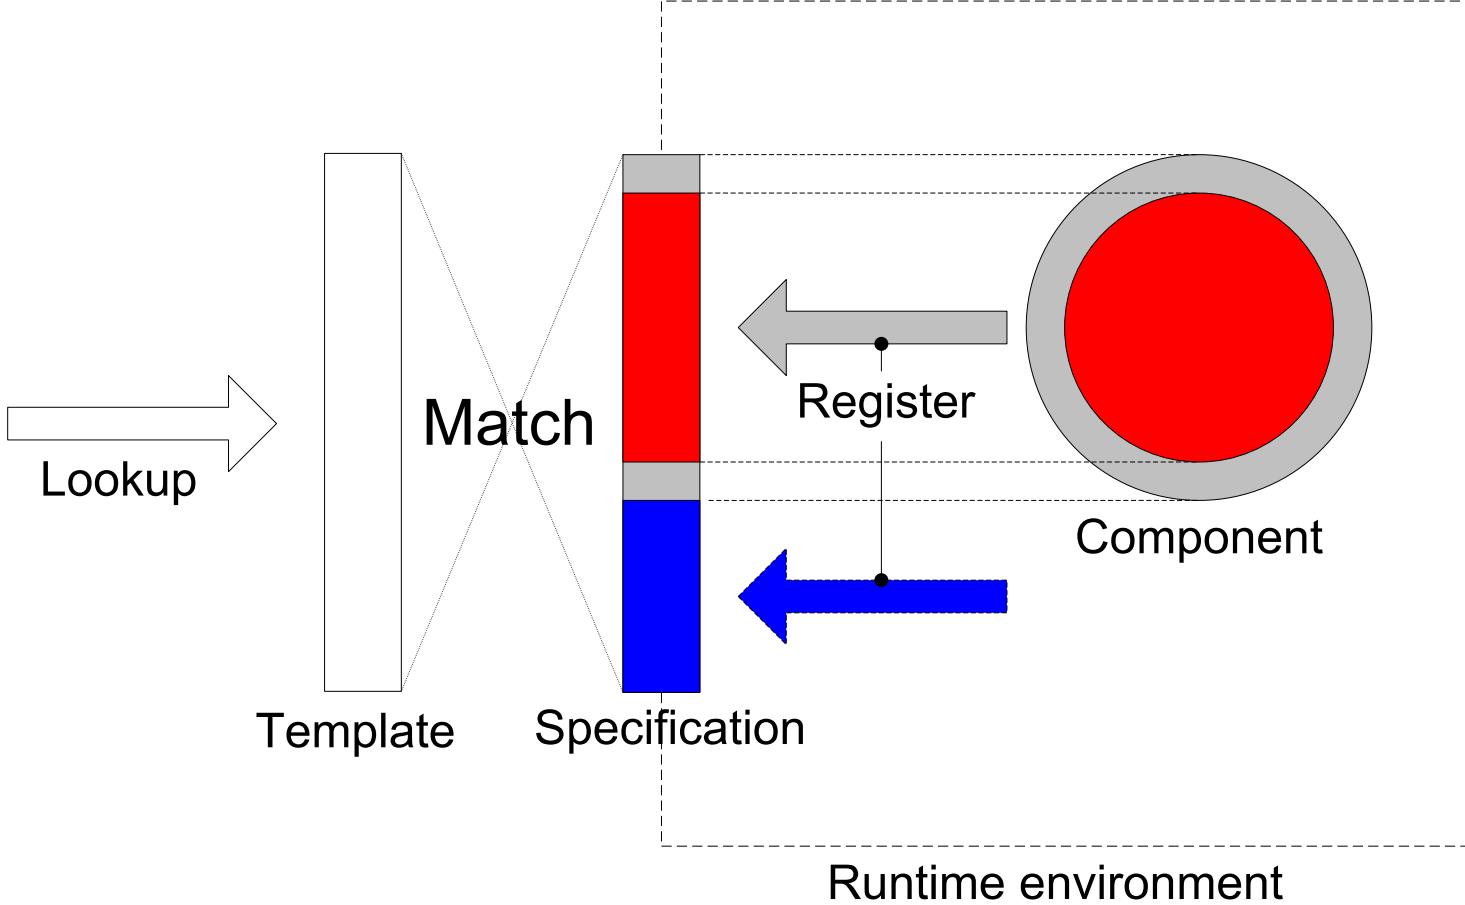 Register
Match
Lookup
Component
Template
Specification
Runtime environment